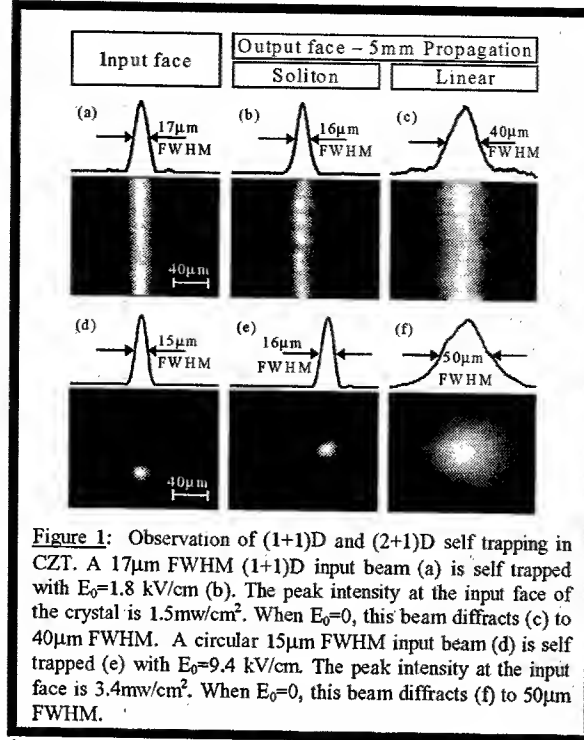 Input face
Output face – 5mm Propagation
Soliton
Linear
(a)
17μm
FWHM
(b)
16μm
FWHM
(c)
40μm
FWHM
40μm
(d)
15μm
FWHM
(e)
16μm
FWHM
(f)
50μm
FWHM
40μm
Figure 1: Observation of (1+1)D and (2+1)D self trapping in
CZT. A 17μm FWHM (1+1)D input beam (a) is self trapped
with E₀=1.8 kV/cm (b). The peak intensity at the input face of
the crystal is 1.5mw/cm². When E₀=0, this beam diffracts (c) to
40μm FWHM. A circular 15μm FWHM input beam (d) is self
trapped (e) with E₀=9.4 kV/cm. The peak intensity at the input
face is 3.4mw/cm². When E₀=0, this beam diffracts (f) to 50μm
FWHM.